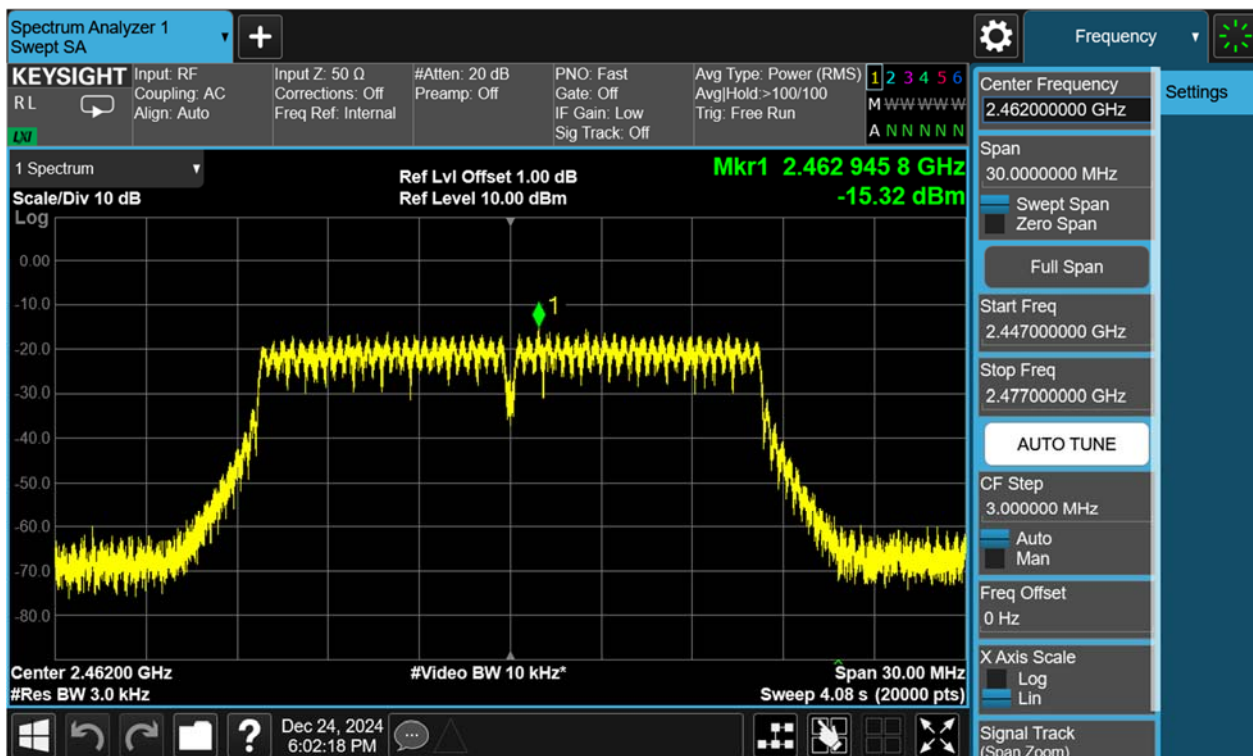 Spectrum Analyzer 1
Swept SA
+
Frequency
KEYSIGHT
R L
LXI
Input: RF
Coupling: AC
Align: Auto
Input Z: 50 Ω
Corrections: Off
Freq Ref: Internal
#Atten: 20 dB
Preamp: Off
PNO: Fast
Gate: Off
IF Gain: Low
Sig Track: Off
Avg Type: Power (RMS)
Avg|Hold:>100/100
Trig: Free Run
1 2 3 4 5 6
M W W W W W
A N N N N N
1 Spectrum
Scale/Div 10 dB
Log
Ref Lvl Offset 1.00 dB
Ref Level 10.00 dBm
Mkr1 2.462 945 8 GHz
-15.32 dBm
0.00
-10.0
-20.0
-30.0
-40.0
-50.0
-60.0
-70.0
-80.0
1
Center 2.46200 GHz
#Res BW 3.0 kHz
#Video BW 10 kHz*
Span 30.00 MHz
Sweep 4.08 s (20000 pts)
Center Frequency
2.462000000 GHz
Span
30.0000000 MHz
Swept Span
Zero Span
Full Span
Start Freq
2.447000000 GHz
Stop Freq
2.477000000 GHz
AUTO TUNE
CF Step
3.000000 MHz
Auto
Man
Freq Offset
0 Hz
X Axis Scale
Log
Lin
Signal Track
(Span Zoom)
Settings
?
Dec 24, 2024
6:02:18 PM